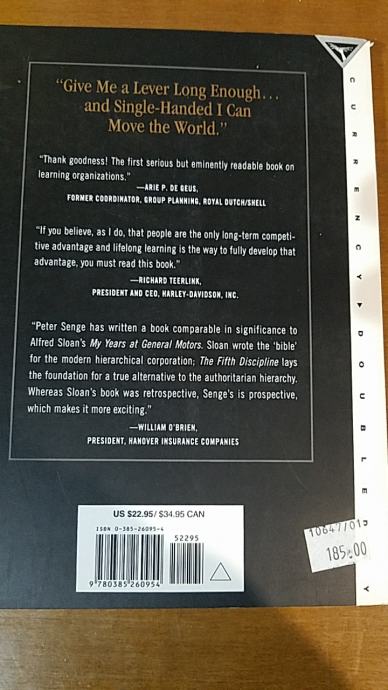 “Give Me a Lever Long Enough...
and Single-Handed I Can
Move the World.”
“Thank goodness! The first serious but eminently readable book on
learning organizations.”
—ARIE P. DE GEUS,
FORMER COORDINATOR, GROUP PLANNING, ROYAL DUTCH/SHELL
“If you believe, as I do, that people are the only long-term competi-
tive advantage and lifelong learning is the way to fully develop that
advantage, you must read this book.”
—RICHARD TEERLINK,
PRESIDENT AND CEO, HARLEY-DAVIDSON, INC.
“Peter Senge has written a book comparable in significance to
Alfred Sloan’s My Years at General Motors. Sloan wrote the ‘bible’
for the modern hierarchical corporation; The Fifth Discipline lays
the foundation for a true alternative to the authoritarian hierarchy.
Whereas Sloan’s book was retrospective, Senge’s is prospective,
which makes it more exciting.”
—WILLIAM O’BRIEN,
PRESIDENT, HANOVER INSURANCE COMPANIES
US $22.95/ $34.95 CAN
ISBN 0-385-26095-4
52295
9 780385 260954
CURRENCY DOUBLEDAY
10647/01
185.00